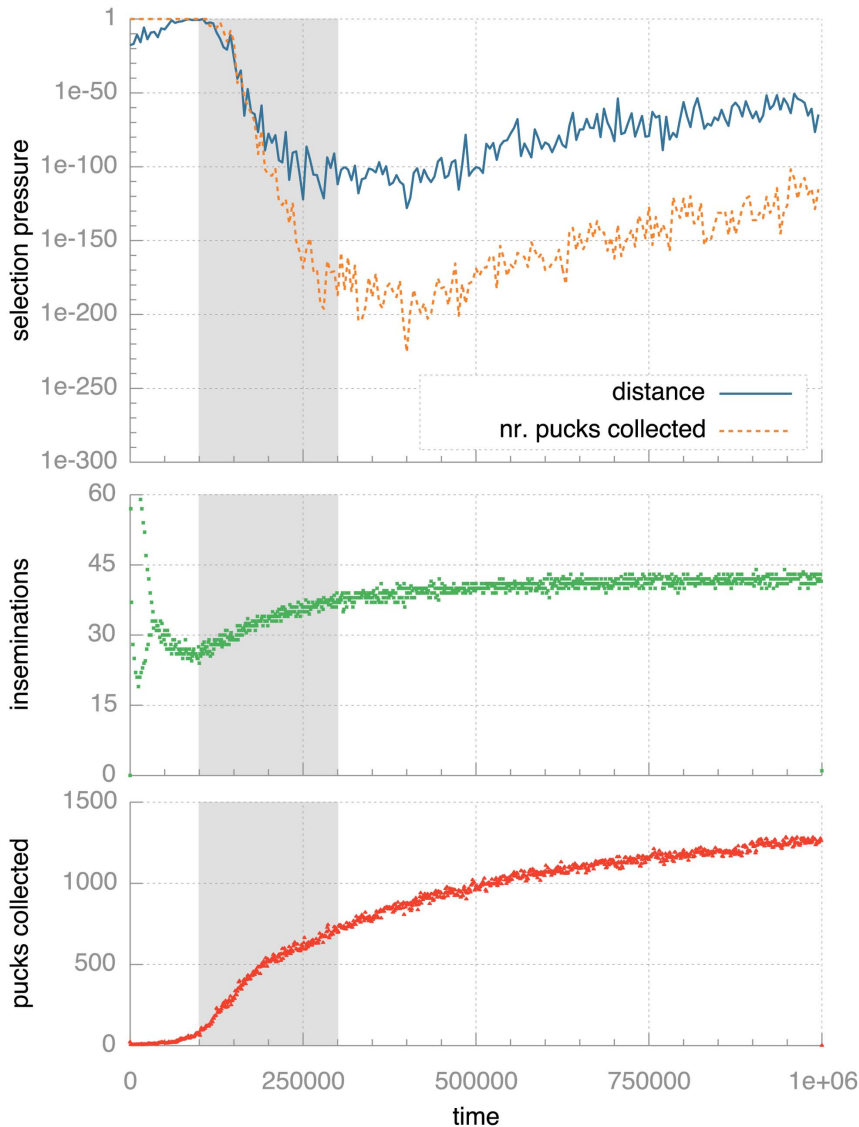 1
1e-50
1e-100
1e-150
1e-200
1e-250
1e-300
selection pressure
distance
nr. pucks collected
60
45
30
15
0
inseminations
1500
1000
500
0
pucks collected
0 250000 500000 750000 1e+06
time